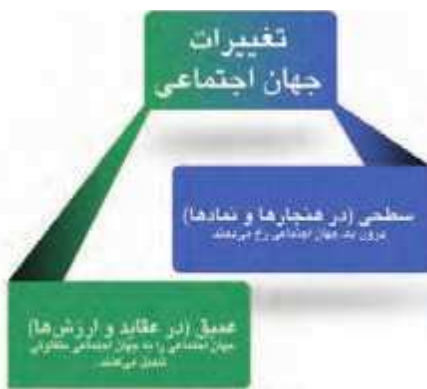 تغییرات
جهان اجتماعی
سطحی (در هنجارها و نمادها)
درون یک جهان اجتماعی رخ می‌دهند
عمیق (در عقاید و ارزش‌ها)
جهان اجتماعی را به جهان اجتماعی متفاوتی
تبدیل می‌کنند.